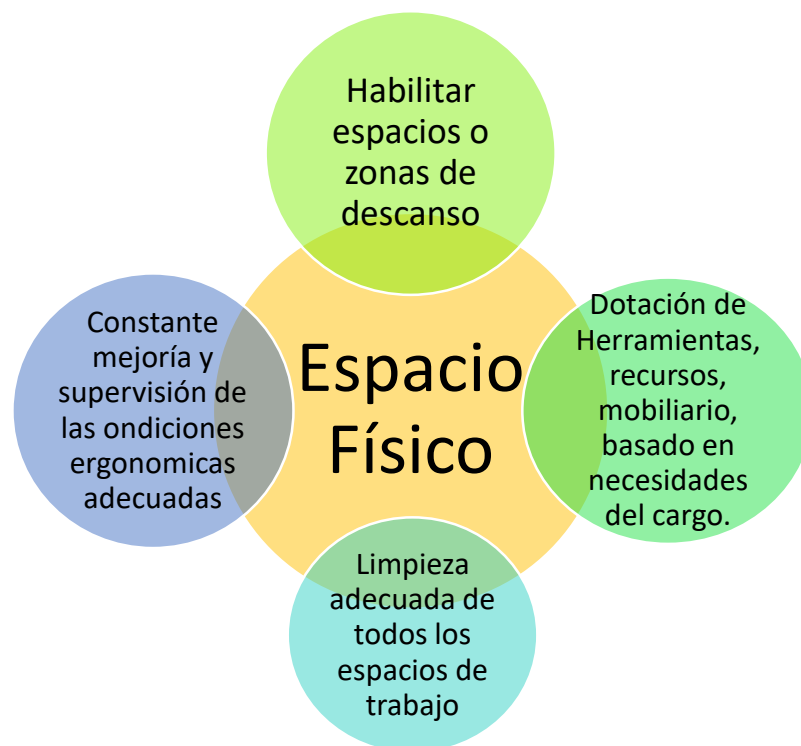 Habilitar
espacios o
zonas de
descanso
Constante
mejoría y
supervisión de
las ondiciones
ergonomicas
adecuadas
Espacio
Físico
Dotación de
Herramientas,
recursos,
mobiliario,
basado en
necesidades
del cargo.
Limpieza
adecuada de
todos los
espacios de
trabajo